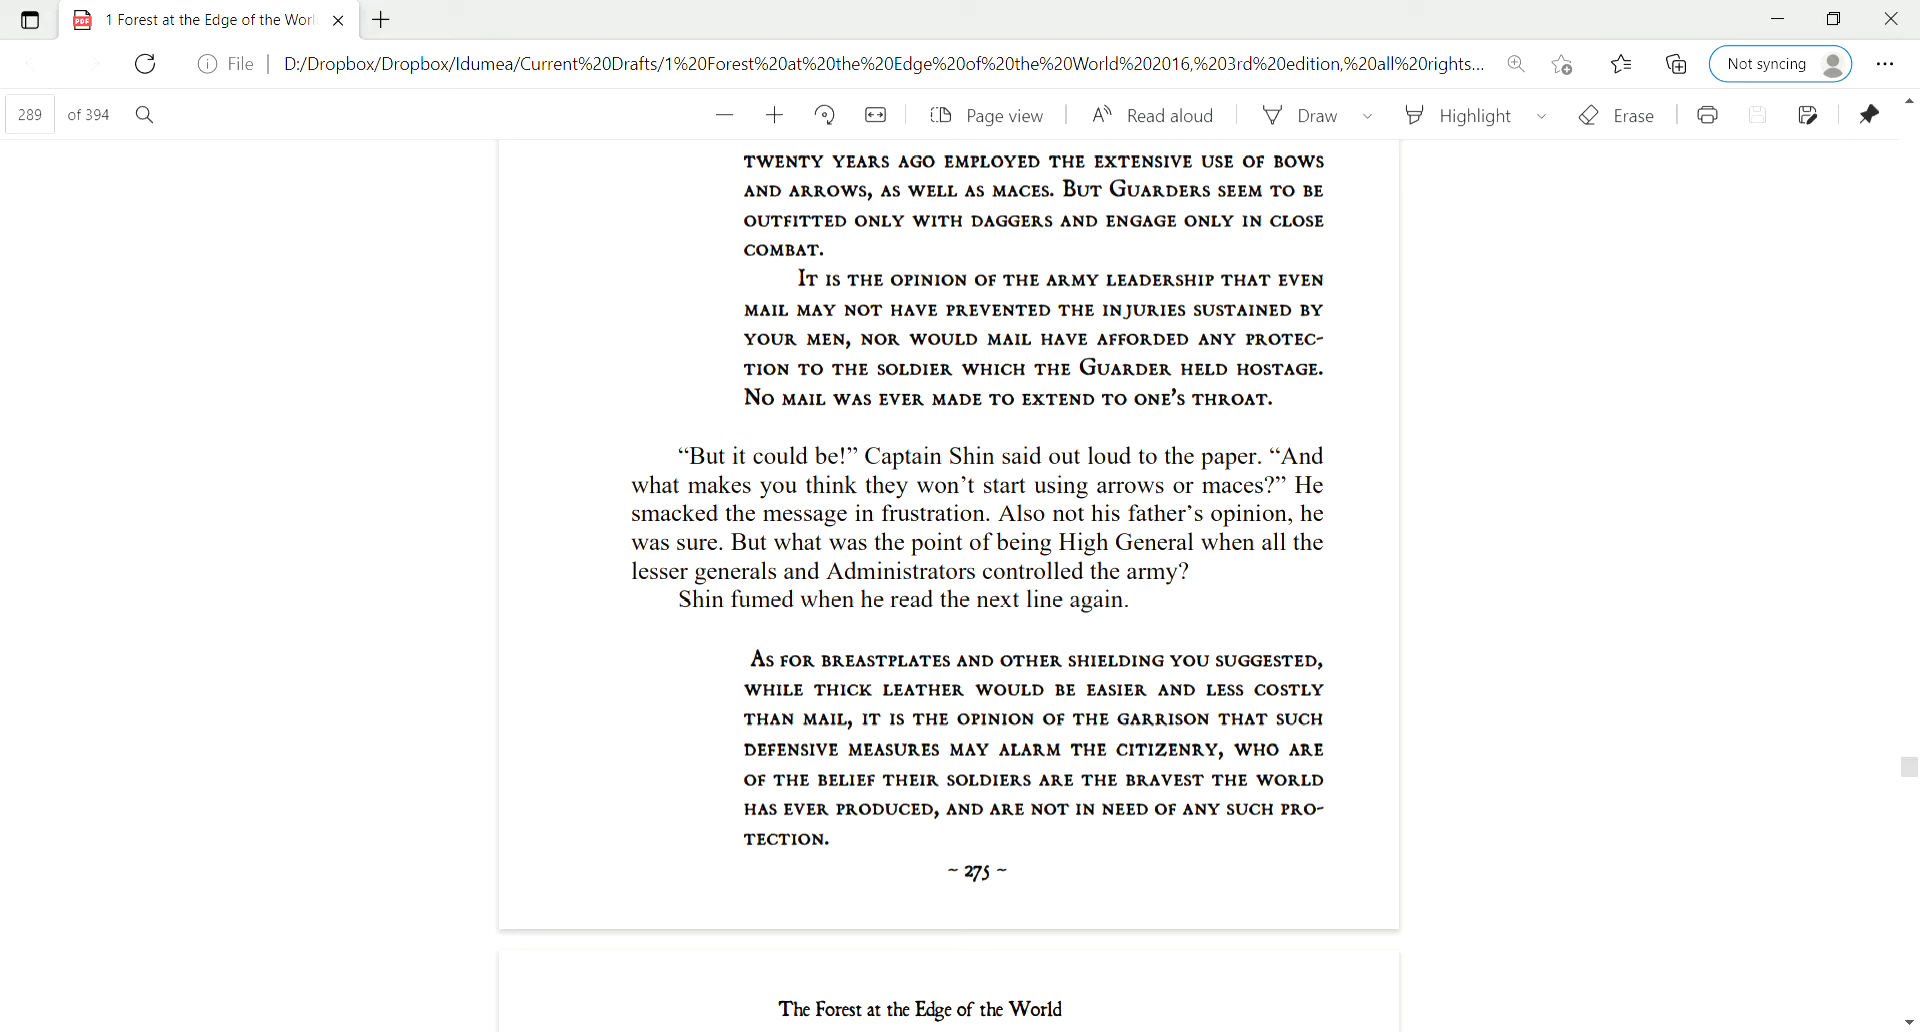 1 Forest at the Edge of the Worl
File
D:/Dropbox/Dropbox/Idumea/Current%20Drafts/1%20Forest%20at%20the%20Edge%20of%20the%20World%202016,%203rd%20edition,%20all%20rights...
Not syncing
289 of 394
Page view
Read aloud
Draw
Highlight
Erase
TWENTY YEARS AGO EMPLOYED THE EXTENSIVE USE OF BOWS
AND ARROWS, AS WELL AS MACES. BUT GUARDERS SEEM TO BE
OUTFITTED ONLY WITH DAGGERS AND ENGAGE ONLY IN CLOSE
COMBAT.
IT IS THE OPINION OF THE ARMY LEADERSHIP THAT EVEN
MAIL MAY NOT HAVE PREVENTED THE INJURIES SUSTAINED BY
YOUR MEN, NOR WOULD MAIL HAVE AFFORDED ANY PROTEC-
TION TO THE SOLDIER WHICH THE GUARDER HELD HOSTAGE.
NO MAIL WAS EVER MADE TO EXTEND TO ONE’S THROAT.
“But it could be!” Captain Shin said out loud to the paper. “And
what makes you think they won’t start using arrows or maces?” He
smacked the message in frustration. Also not his father’s opinion, he
was sure. But what was the point of being High General when all the
lesser generals and Administrators controlled the army?
Shin fumed when he read the next line again.
AS FOR BREASTPLATES AND OTHER SHIELDING YOU SUGGESTED,
WHILE THICK LEATHER WOULD BE EASIER AND LESS COSTLY
THAN MAIL, IT IS THE OPINION OF THE GARRISON THAT SUCH
DEFENSIVE MEASURES MAY ALARM THE CITIZENRY, WHO ARE
OF THE BELIEF THEIR SOLDIERS ARE THE BRAVEST THE WORLD
HAS EVER PRODUCED, AND ARE NOT IN NEED OF ANY SUCH PRO-
TECTION.
~ 275 ~
The Forest at the Edge of the World